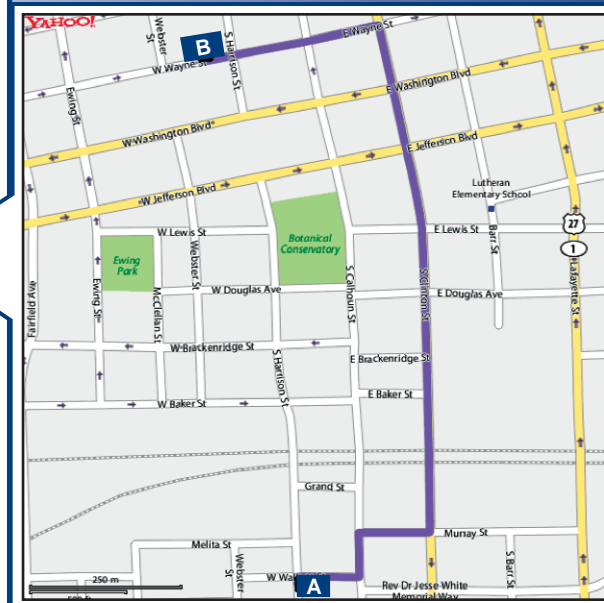 YAHOO!
Webster
St
B
S Harrison St
E Wayne St
W Wayne St
Ewing St
E Washington Blvd
W Washington Blvd
E Jefferson Blvd
W Jefferson Blvd
Lutheran
Elementary School
27
1
W Lewis St
E Lewis St
Botanical
Conservatory
Ewing
Park
Barr St
Webster St
S Calhoun St
S Clinton St
Lafayette St
Fairfield Ave
Ewing St
McClellan St
W Douglas Ave
E Douglas Ave
W Brackenridge St
S Harrison St
E Brackenridge St
E Baker St
W Baker St
Grand St
Murray St
Melita St
Webster
St
S Barr St
A
250 m
Rev Dr Jesse White
Memorial Way